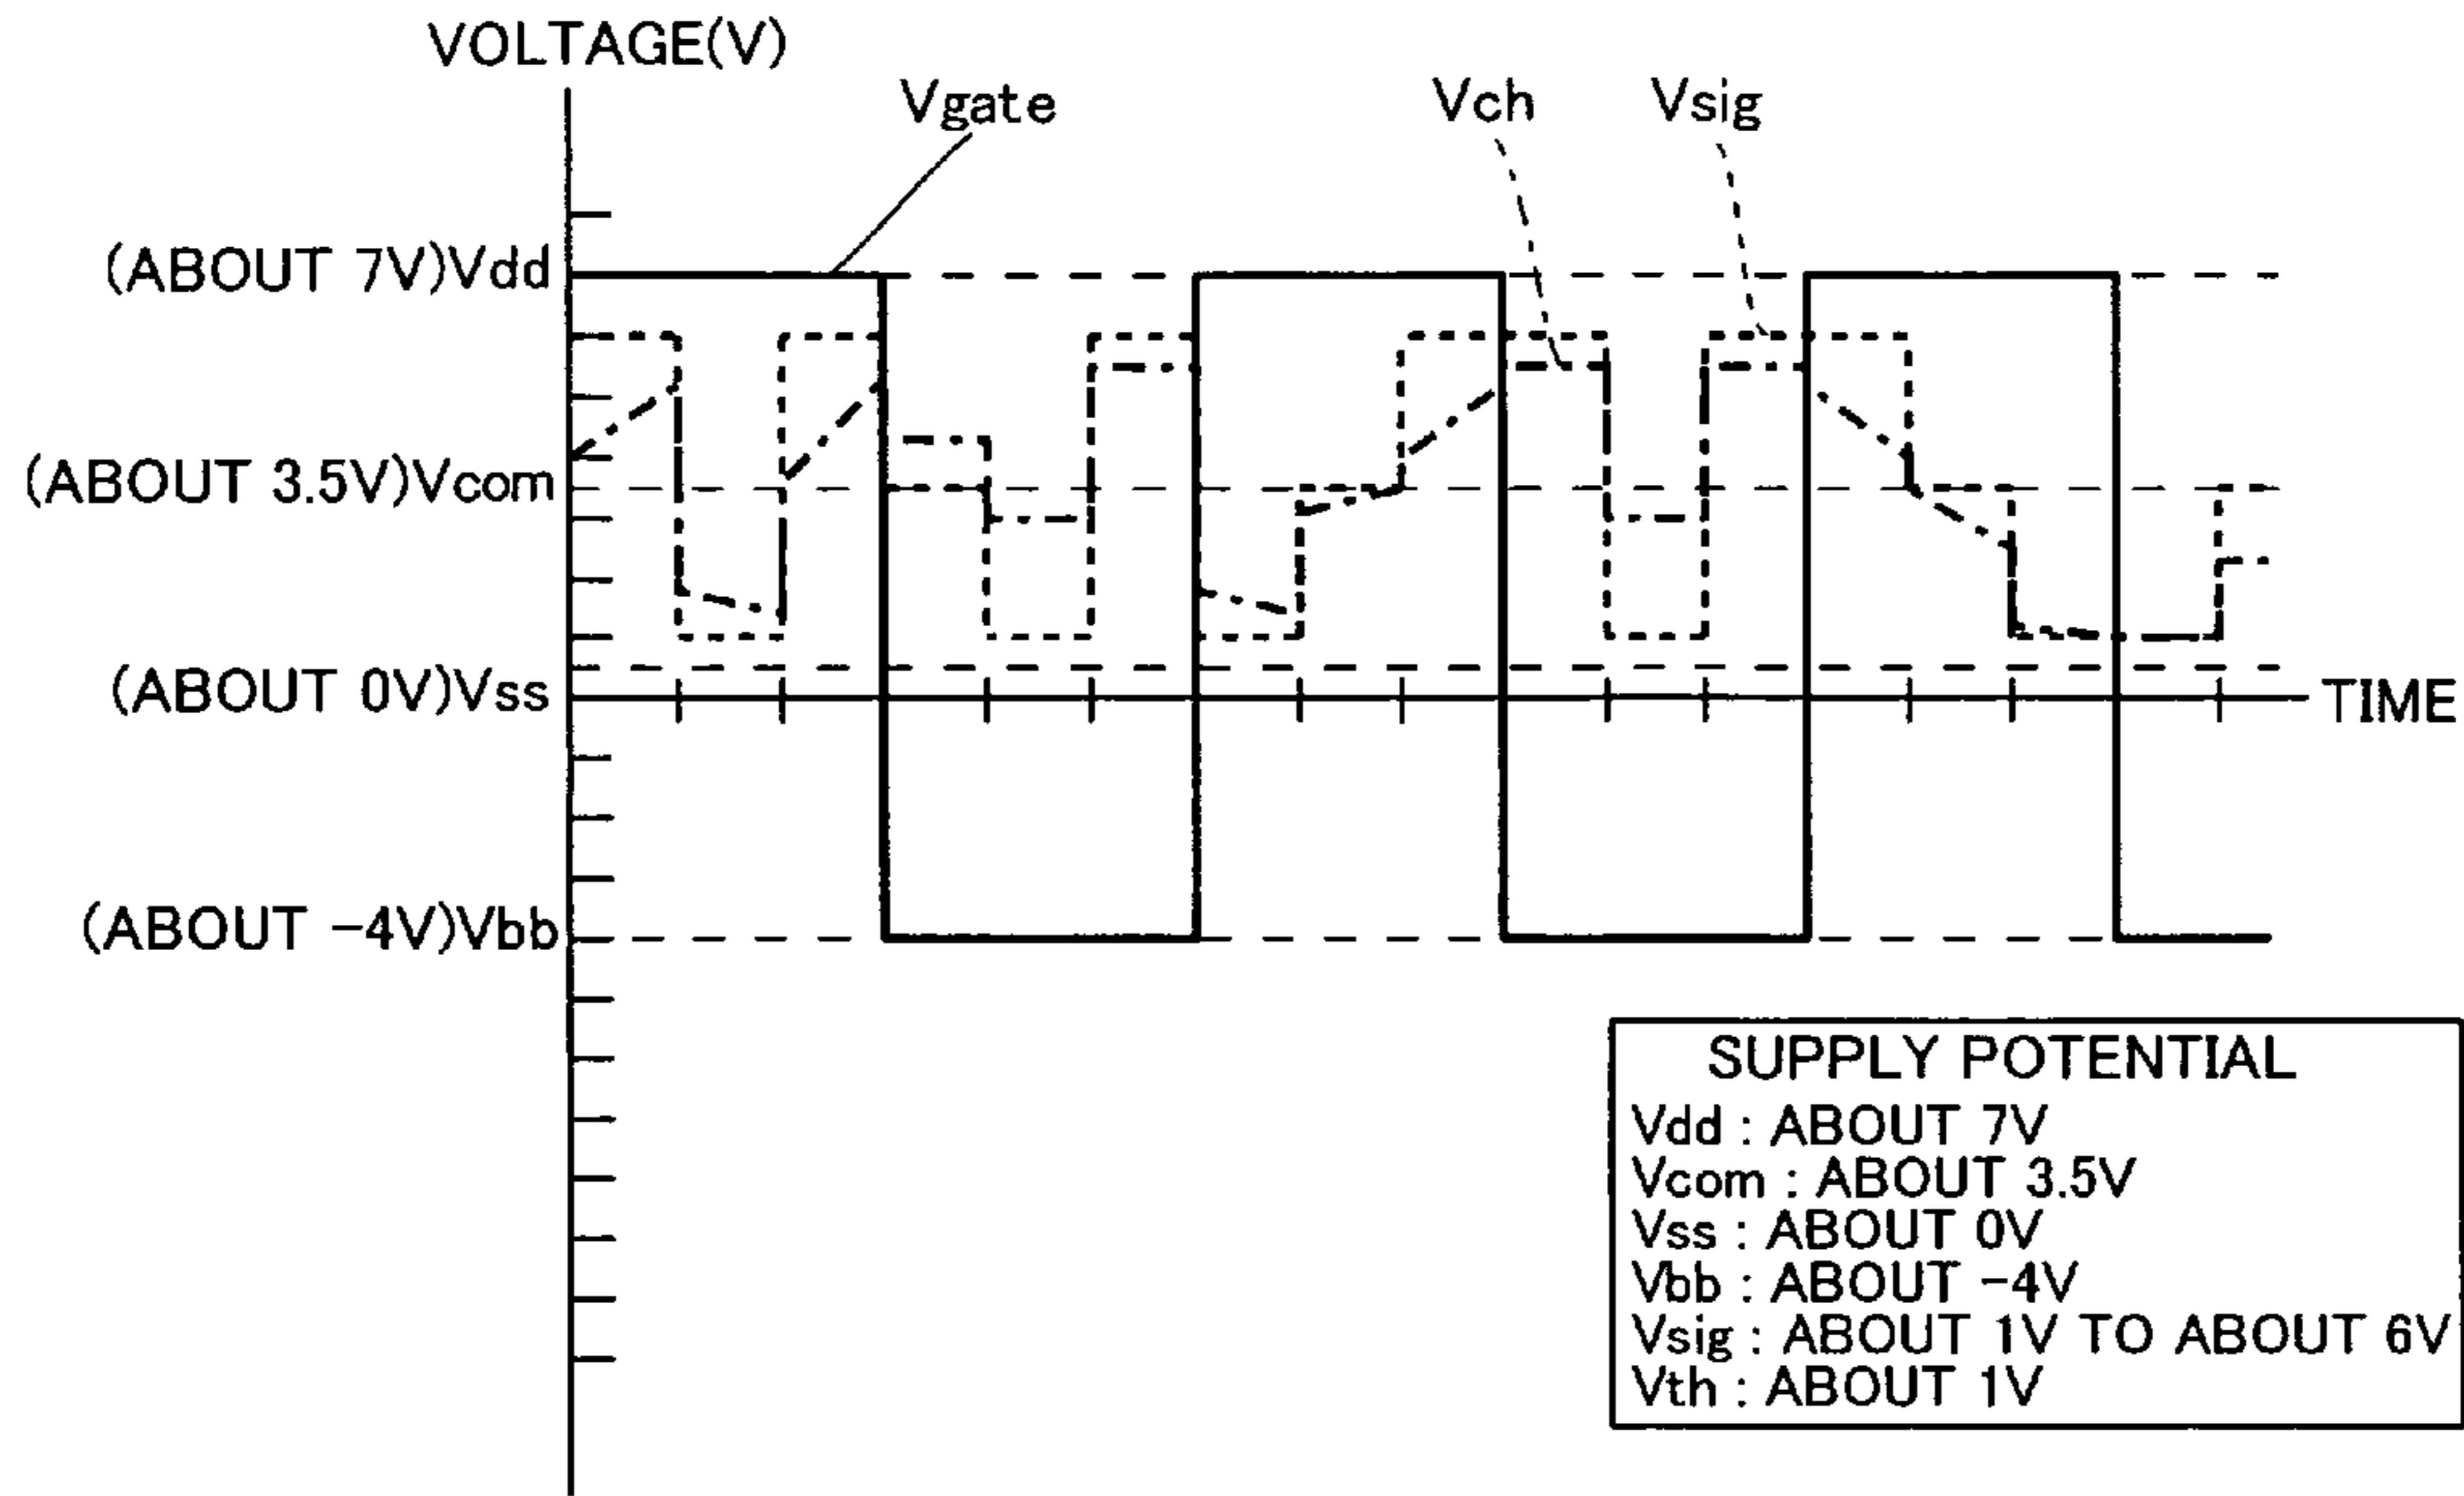 VOLTAGE(V)
Vgate
Vch
Vsig
(ABOUT 7V)Vdd
(ABOUT 3.5V)Vcom
(ABOUT 0V)Vss
TIME
(ABOUT -4V)Vbb
SUPPLY POTENTIAL
Vdd : ABOUT 7V
Vcom : ABOUT 3.5V
Vss : ABOUT 0V
Vbb : ABOUT -4V
Vsig : ABOUT 1V TO ABOUT 6V
Vth : ABOUT 1V